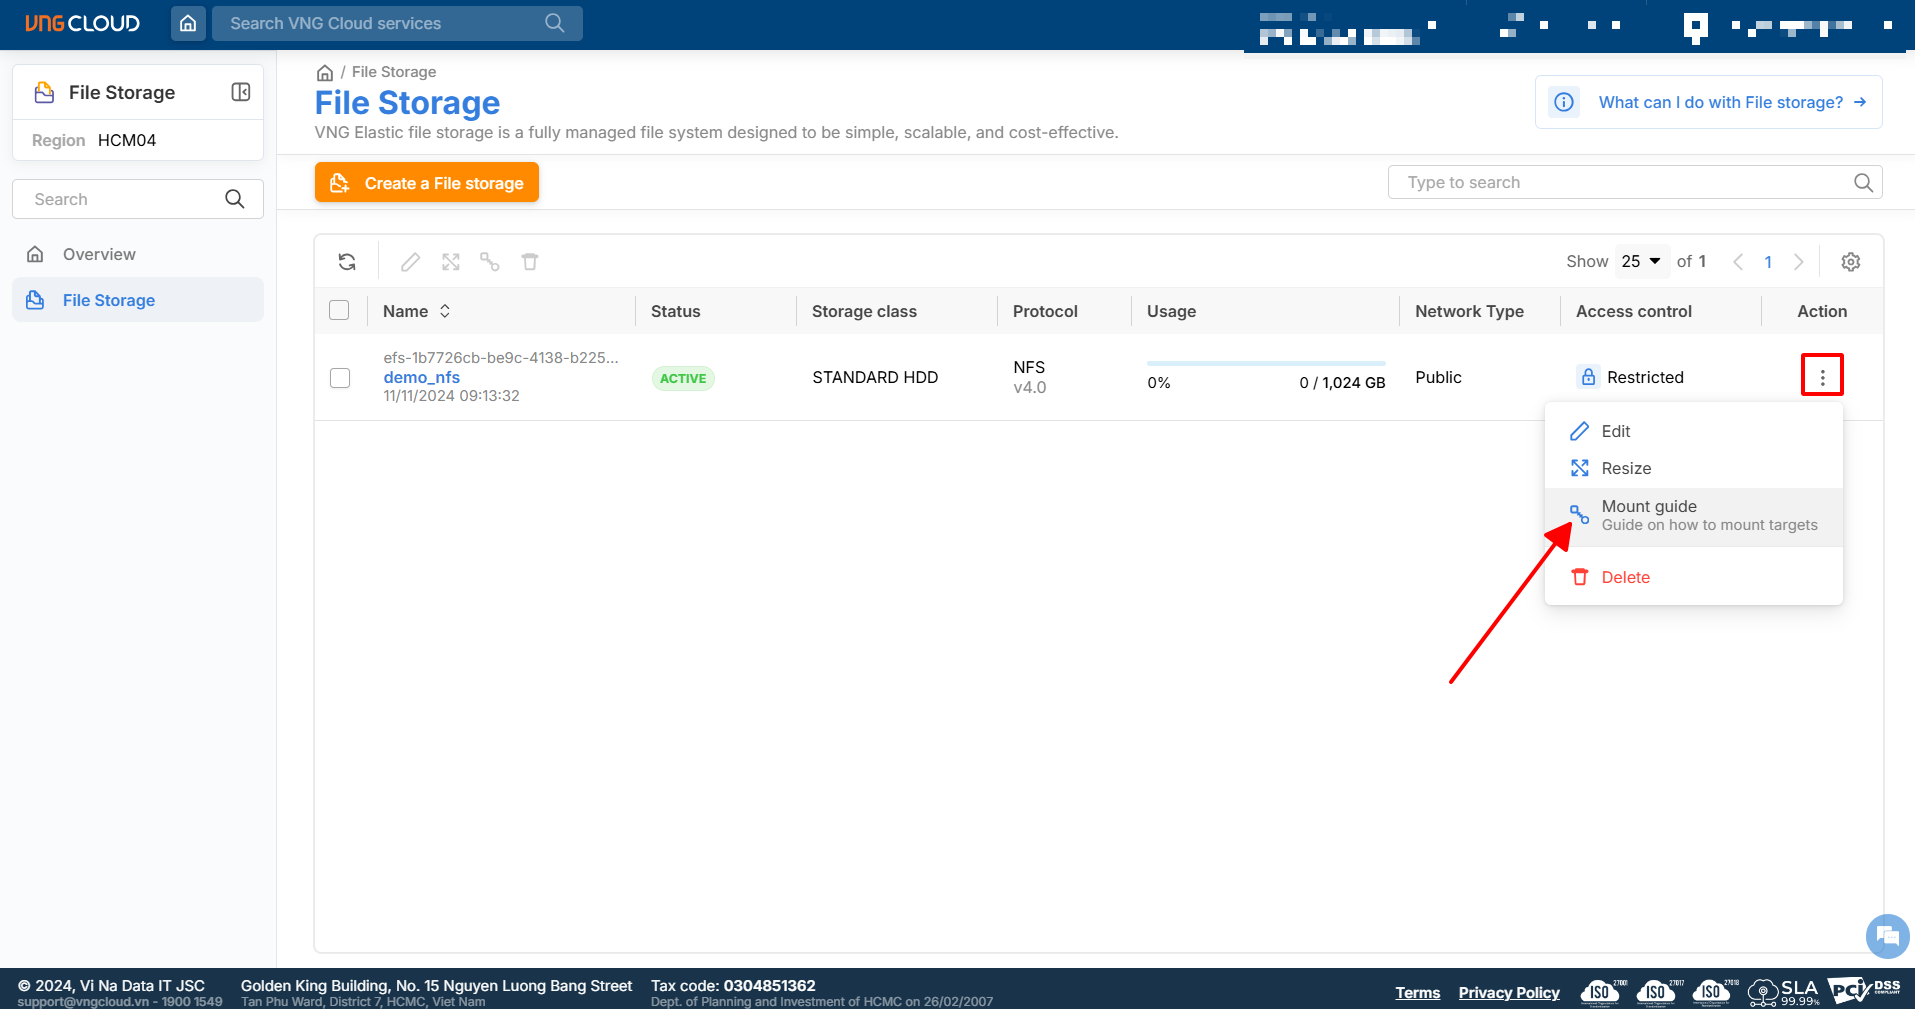 VNG CLOUD
Search VNG Cloud services
File Storage
Region HCM04
Search
Overview
File Storage
/ File Storage
File Storage
VNG Elastic file storage is a fully managed file system designed to be simple, scalable, and cost-effective.
What can I do with File storage?
Create a File storage
Type to search
Show 25 of 1 1
Name Status Storage class Protocol Usage Network Type Access control Action
efs-1b7726cb-be9c-4138-b225...
demo_nfs
11/11/2024 09:13:32
ACTIVE
STANDARD HDD
NFS
v4.0
0% 0 / 1,024 GB
Public
Restricted
Edit
Resize
Mount guide
Guide on how to mount targets
Delete
© 2024, Vi Na Data IT JSC
support@vngcloud.vn - 1900 1549
Golden King Building, No. 15 Nguyen Luong Bang Street
Tan Phu Ward, District 7, HCMC, Viet Nam
Tax code: 0304851362
Dept. of Planning and Investment of HCMC on 26/02/2007
Terms
Privacy Policy
ISO 27001
ISO 27017
ISO 27018
SLA
99.99%
PCI DSS
COMPLIANT